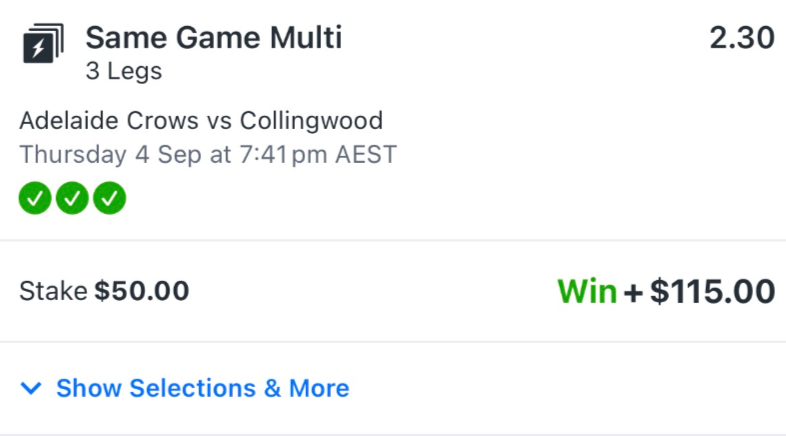 Same Game Multi 2.30
3 Legs
Adelaide Crows vs Collingwood
Thursday 4 Sep at 7:41pm AEST
Stake $50.00 Win + $115.00
Show Selections & More